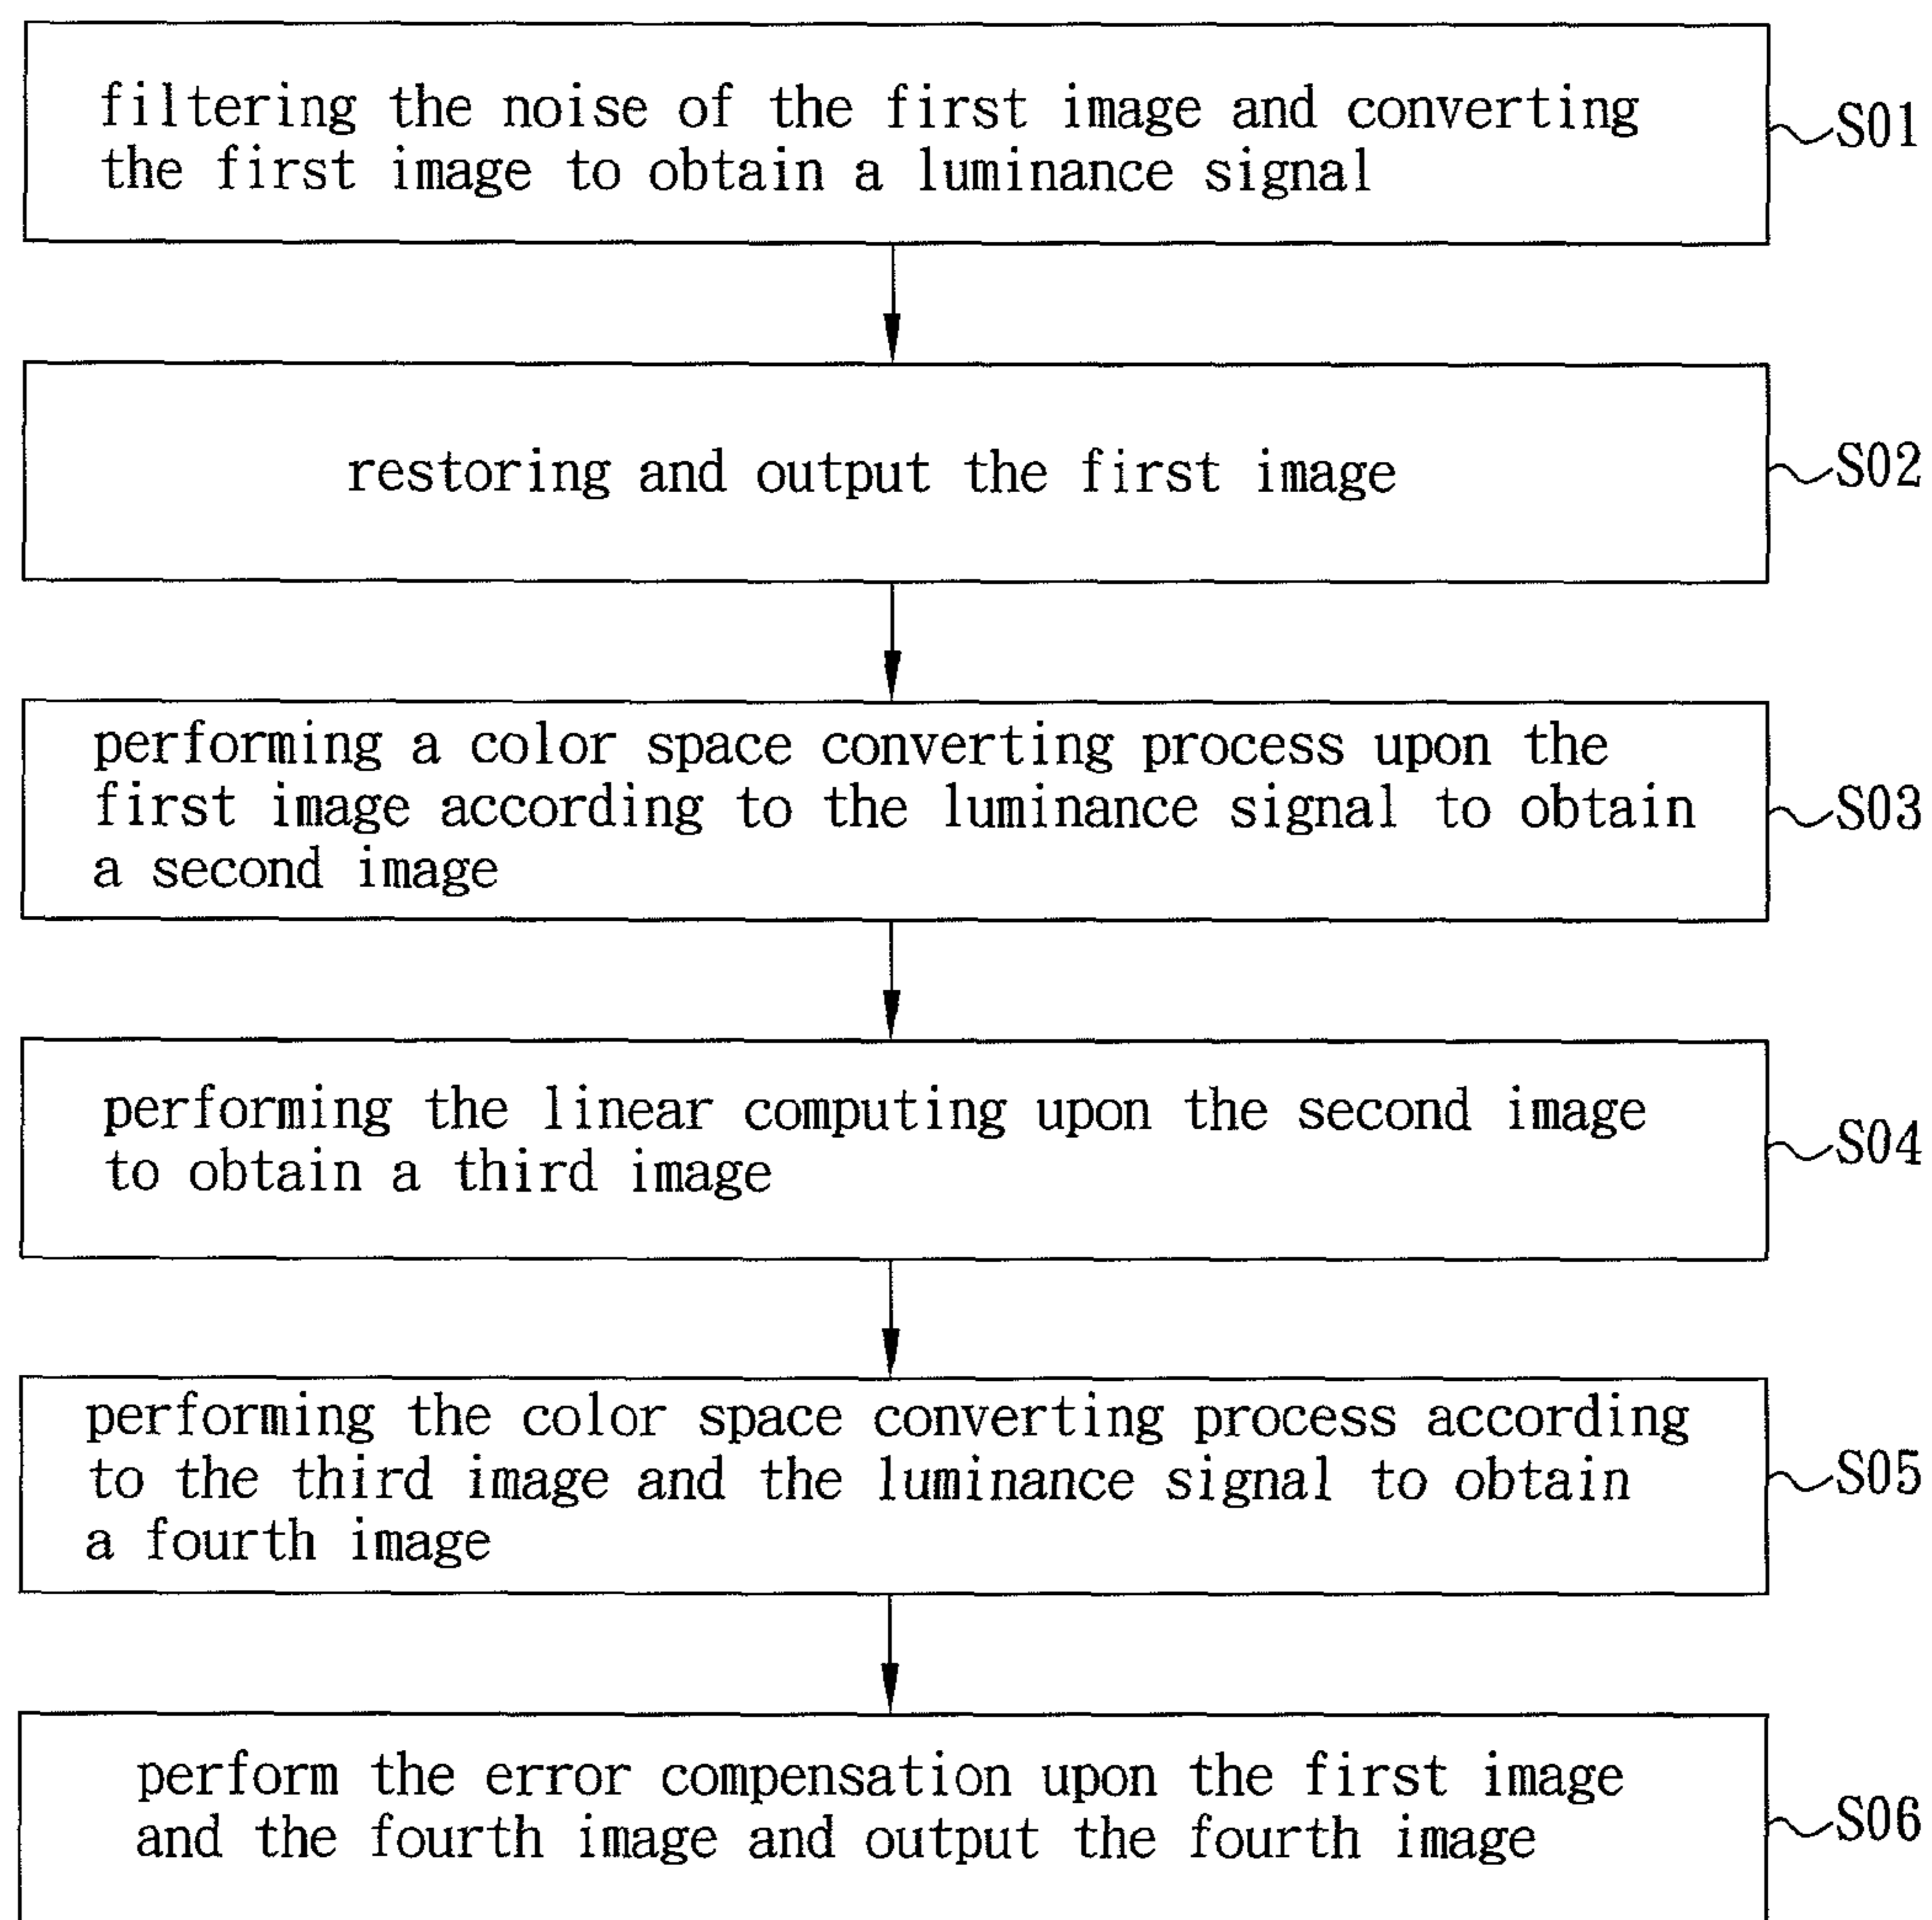 filtering the noise of the first image and converting
the first image to obtain a luminance signal
S01
restoring and output the first image
S02
performing a color space converting process upon the
first image according to the luminance signal to obtain
a second image
S03
performing the linear computing upon the second image
to obtain a third image
S04
performing the color space converting process according
to the third image and the luminance signal to obtain
a fourth image
S05
perform the error compensation upon the first image
and the fourth image and output the fourth image
S06